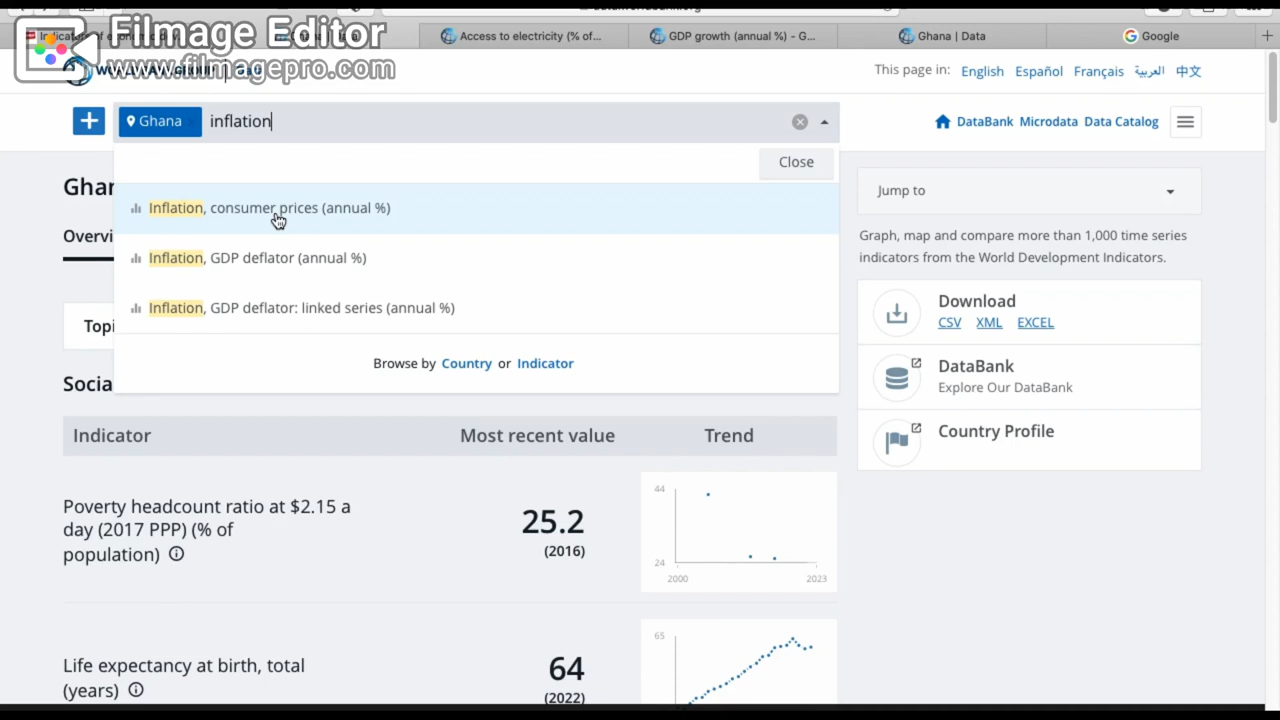 Filmage Editor
www.filmagepro.com
Access to electricity (% of...
GDP growth (annual %) - G...
Ghana | Data
Google
This page in: English Español Français العربية 中文
Ghana inflation
DataBank Microdata Data Catalog
Close
Inflation, consumer prices (annual %)
Inflation, GDP deflator (annual %)
Inflation, GDP deflator: linked series (annual %)
Browse by Country or Indicator
Jump to
Graph, map and compare more than 1,000 time series
indicators from the World Development Indicators.
Download
CSV XML EXCEL
DataBank
Explore Our DataBank
Country Profile
Indicator Most recent value Trend
Poverty headcount ratio at $2.15 a
day (2017 PPP) (% of
population)
25.2
(2016)
44
24
2000 2023
Life expectancy at birth, total
(years)
64
(2022)
65